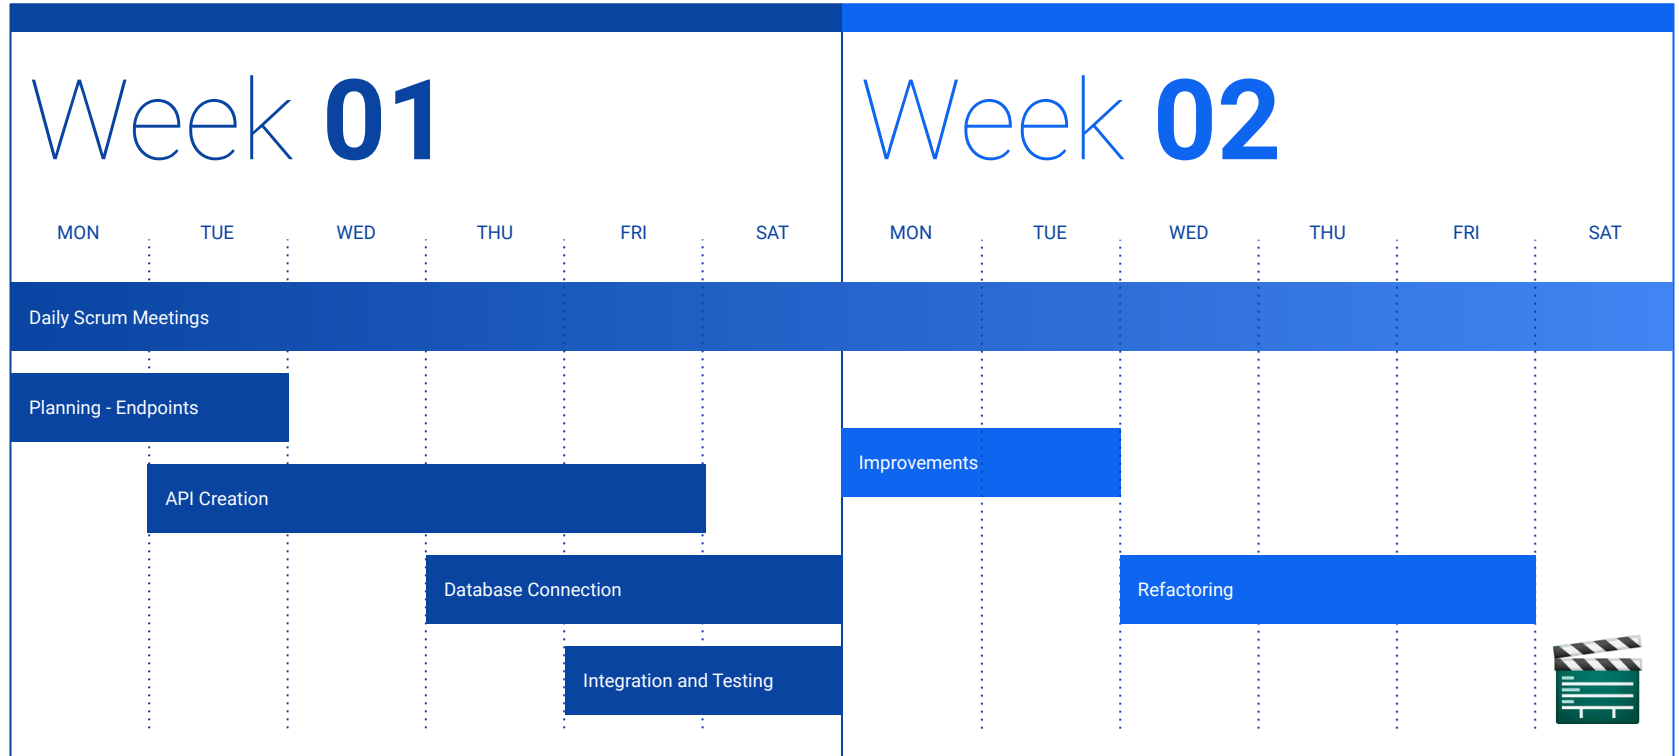 Week 01
Week 02
MON TUE WED THU FRI SAT
MON TUE WED THU FRI SAT
Daily Scrum Meetings
Planning - Endpoints
Improvements
API Creation
Database Connection
Refactoring
Integration and Testing